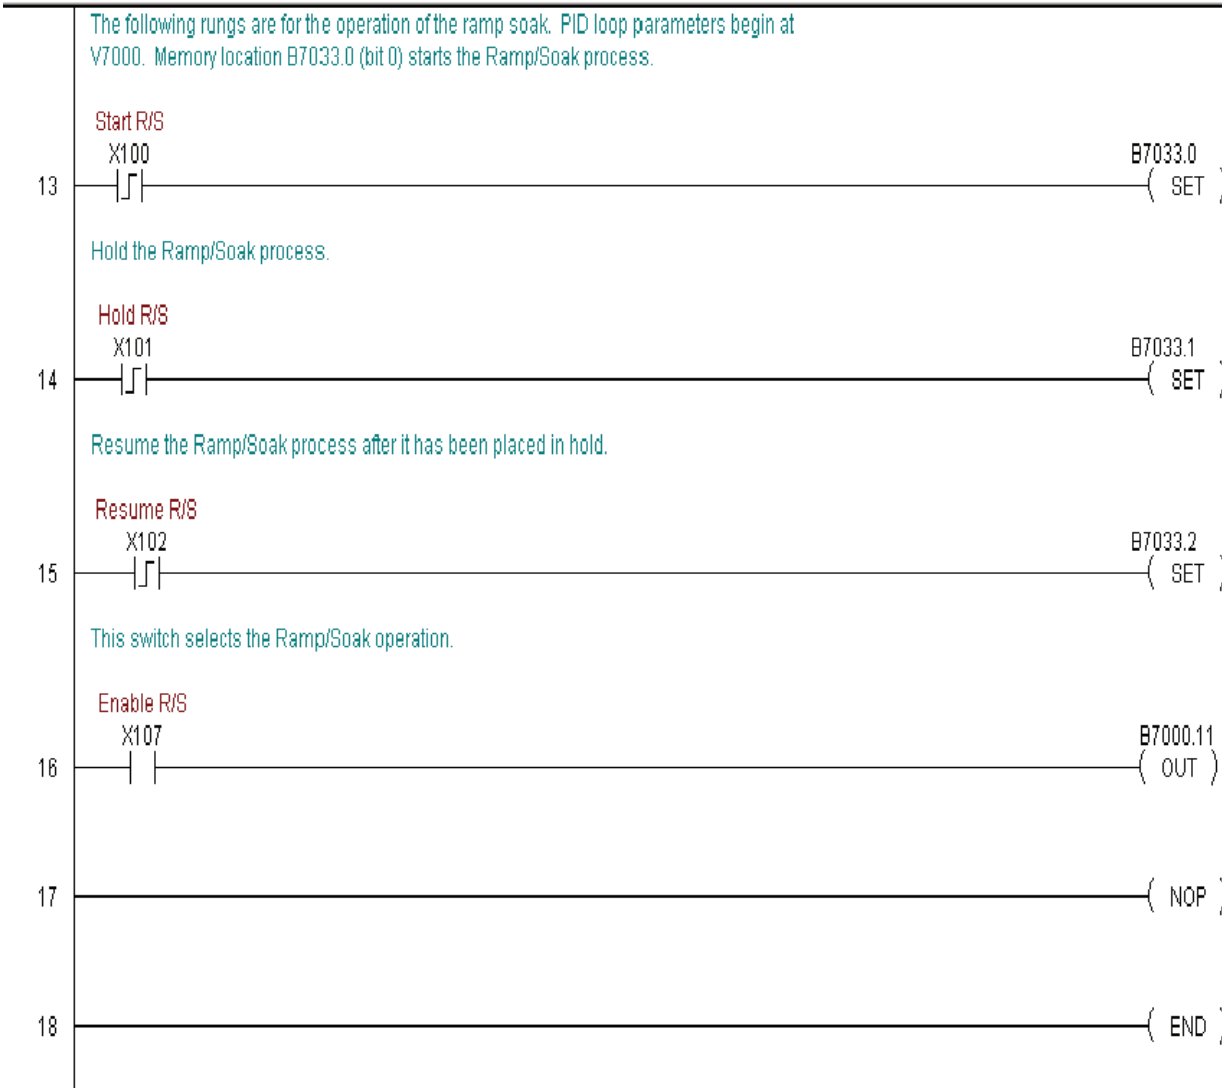 The following rungs are for the operation of the ramp soak. PID loop parameters begin at
V7000. Memory location B7033.0 (bit 0) starts the Ramp/Soak process.
Start R/S
X100
B7033.0
13
( SET )
Hold the Ramp/Soak process.
Hold R/S
X101
B7033.1
14
( SET )
Resume the Ramp/Soak process after it has been placed in hold.
Resume R/S
X102
B7033.2
15
( SET )
This switch selects the Ramp/Soak operation.
Enable R/S
X107
B7000.11
16
( OUT )
17
( NOP )
18
( END )